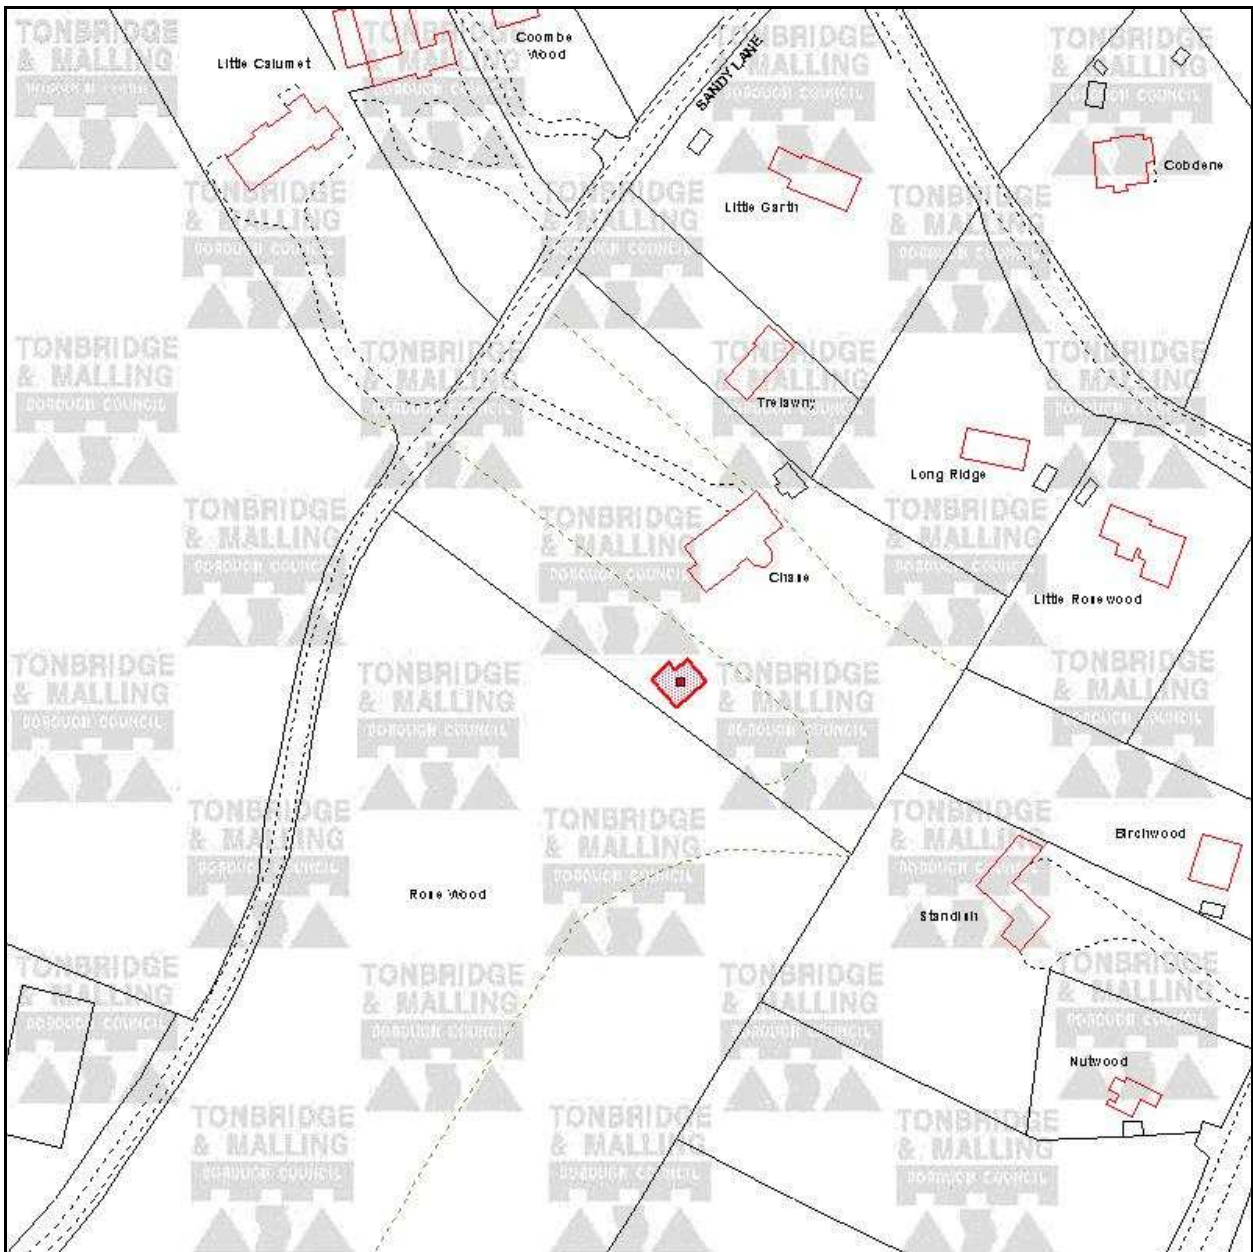 TONBRIDGE
& MALLING
BOROUGH COUNCIL
Little Calumet
Coombe
Wood
SANDY LANE
Cobdene
Little Garth
Trelawny
Long Ridge
Chase
Little Rosewood
Birchwood
Rose Wood
Standish
Nutwood